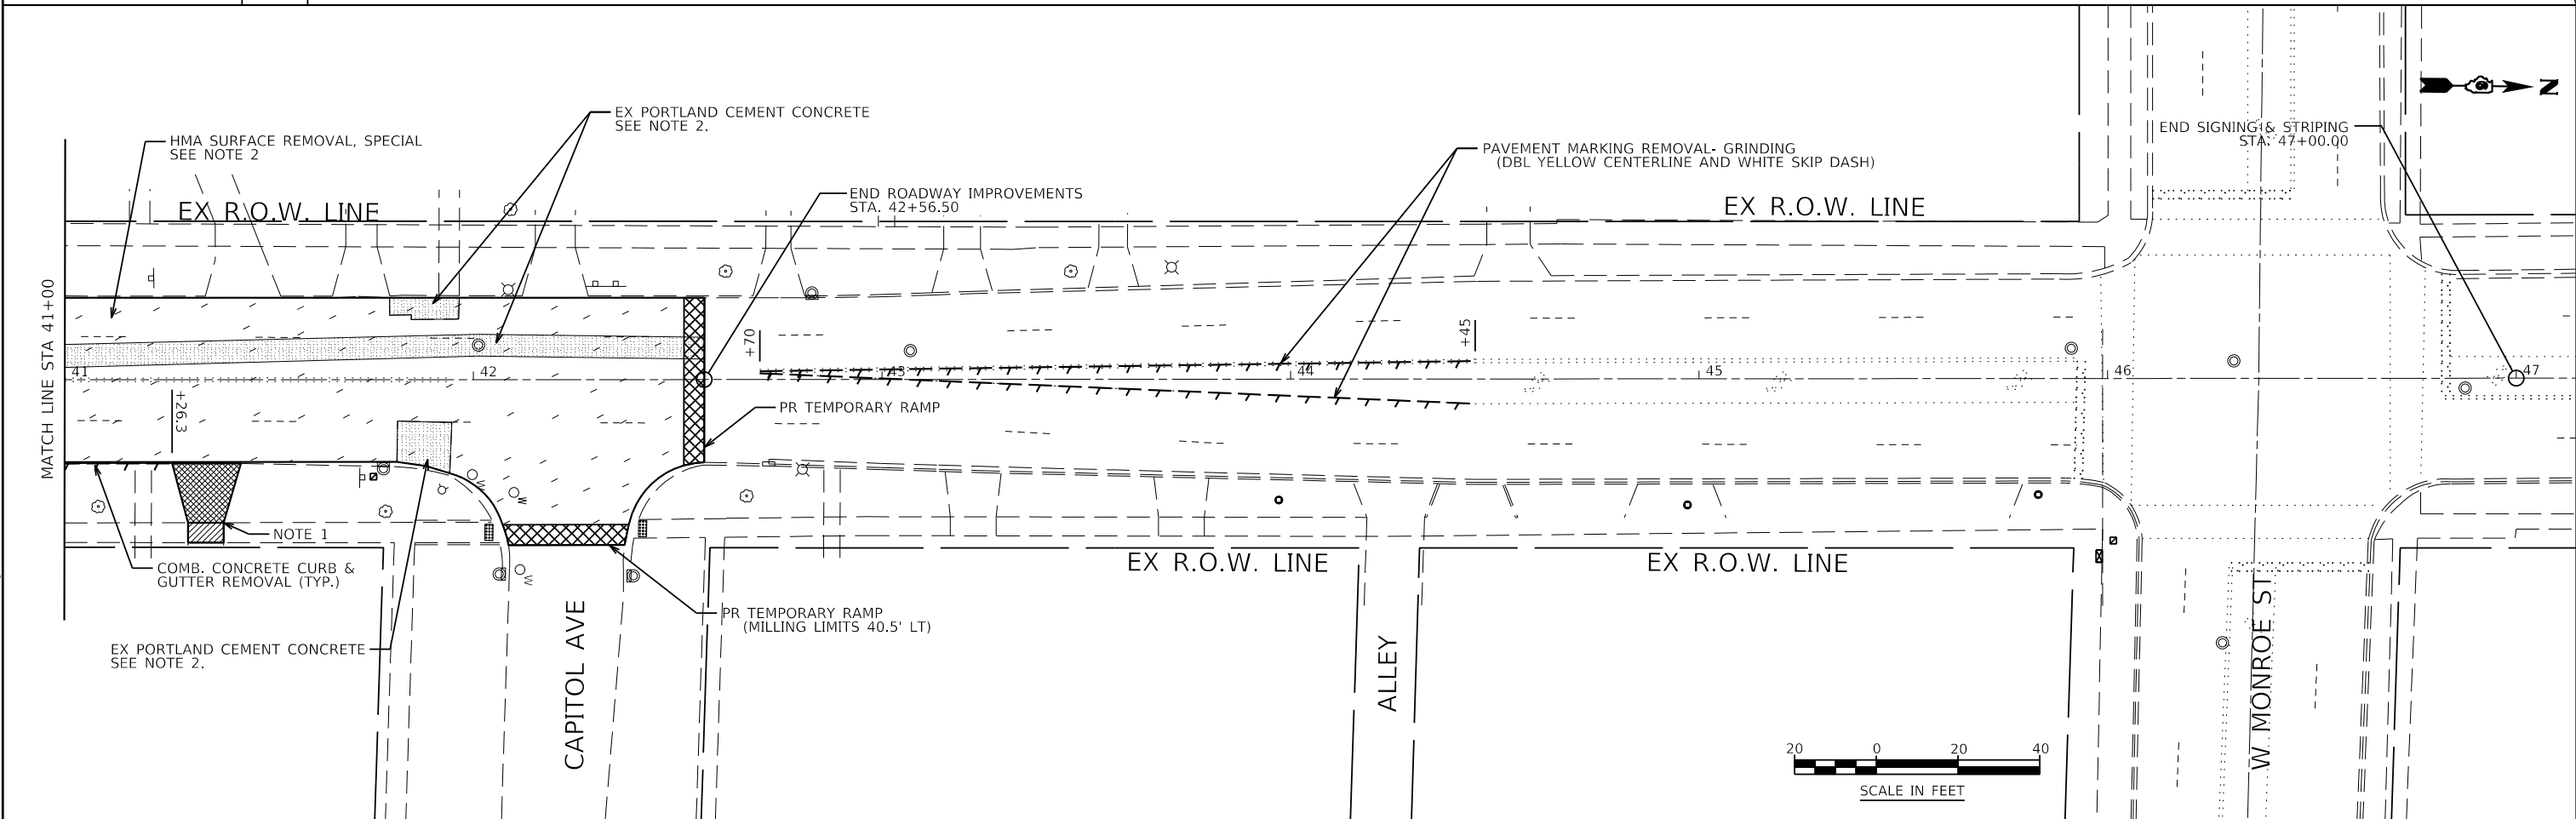 EX PORTLAND CEMENT CONCRETE
SEE NOTE 2.
HMA SURFACE REMOVAL, SPECIAL
SEE NOTE 2
END SIGNING & STRIPING
STA. 47+00.00
N
PAVEMENT MARKING REMOVAL- GRINDING
(DBL YELLOW CENTERLINE AND WHITE SKIP DASH)
END ROADWAY IMPROVEMENTS
STA. 42+56.50
EX R.O.W. LINE
EX R.O.W. LINE
MATCH LINE STA 41+00
+70
+45
41
42
43
44
45
46
47
+26.3
PR TEMPORARY RAMP
W
W
NOTE 1
COMB. CONCRETE CURB &
GUTTER REMOVAL (TYP.)
W
EX R.O.W. LINE
EX R.O.W. LINE
PR TEMPORARY RAMP
(MILLING LIMITS 40.5' LT)
EX PORTLAND CEMENT CONCRETE
SEE NOTE 2.
CAPITOL AVE
ALLEY
W MONROE ST
20 0 20 40
SCALE IN FEET